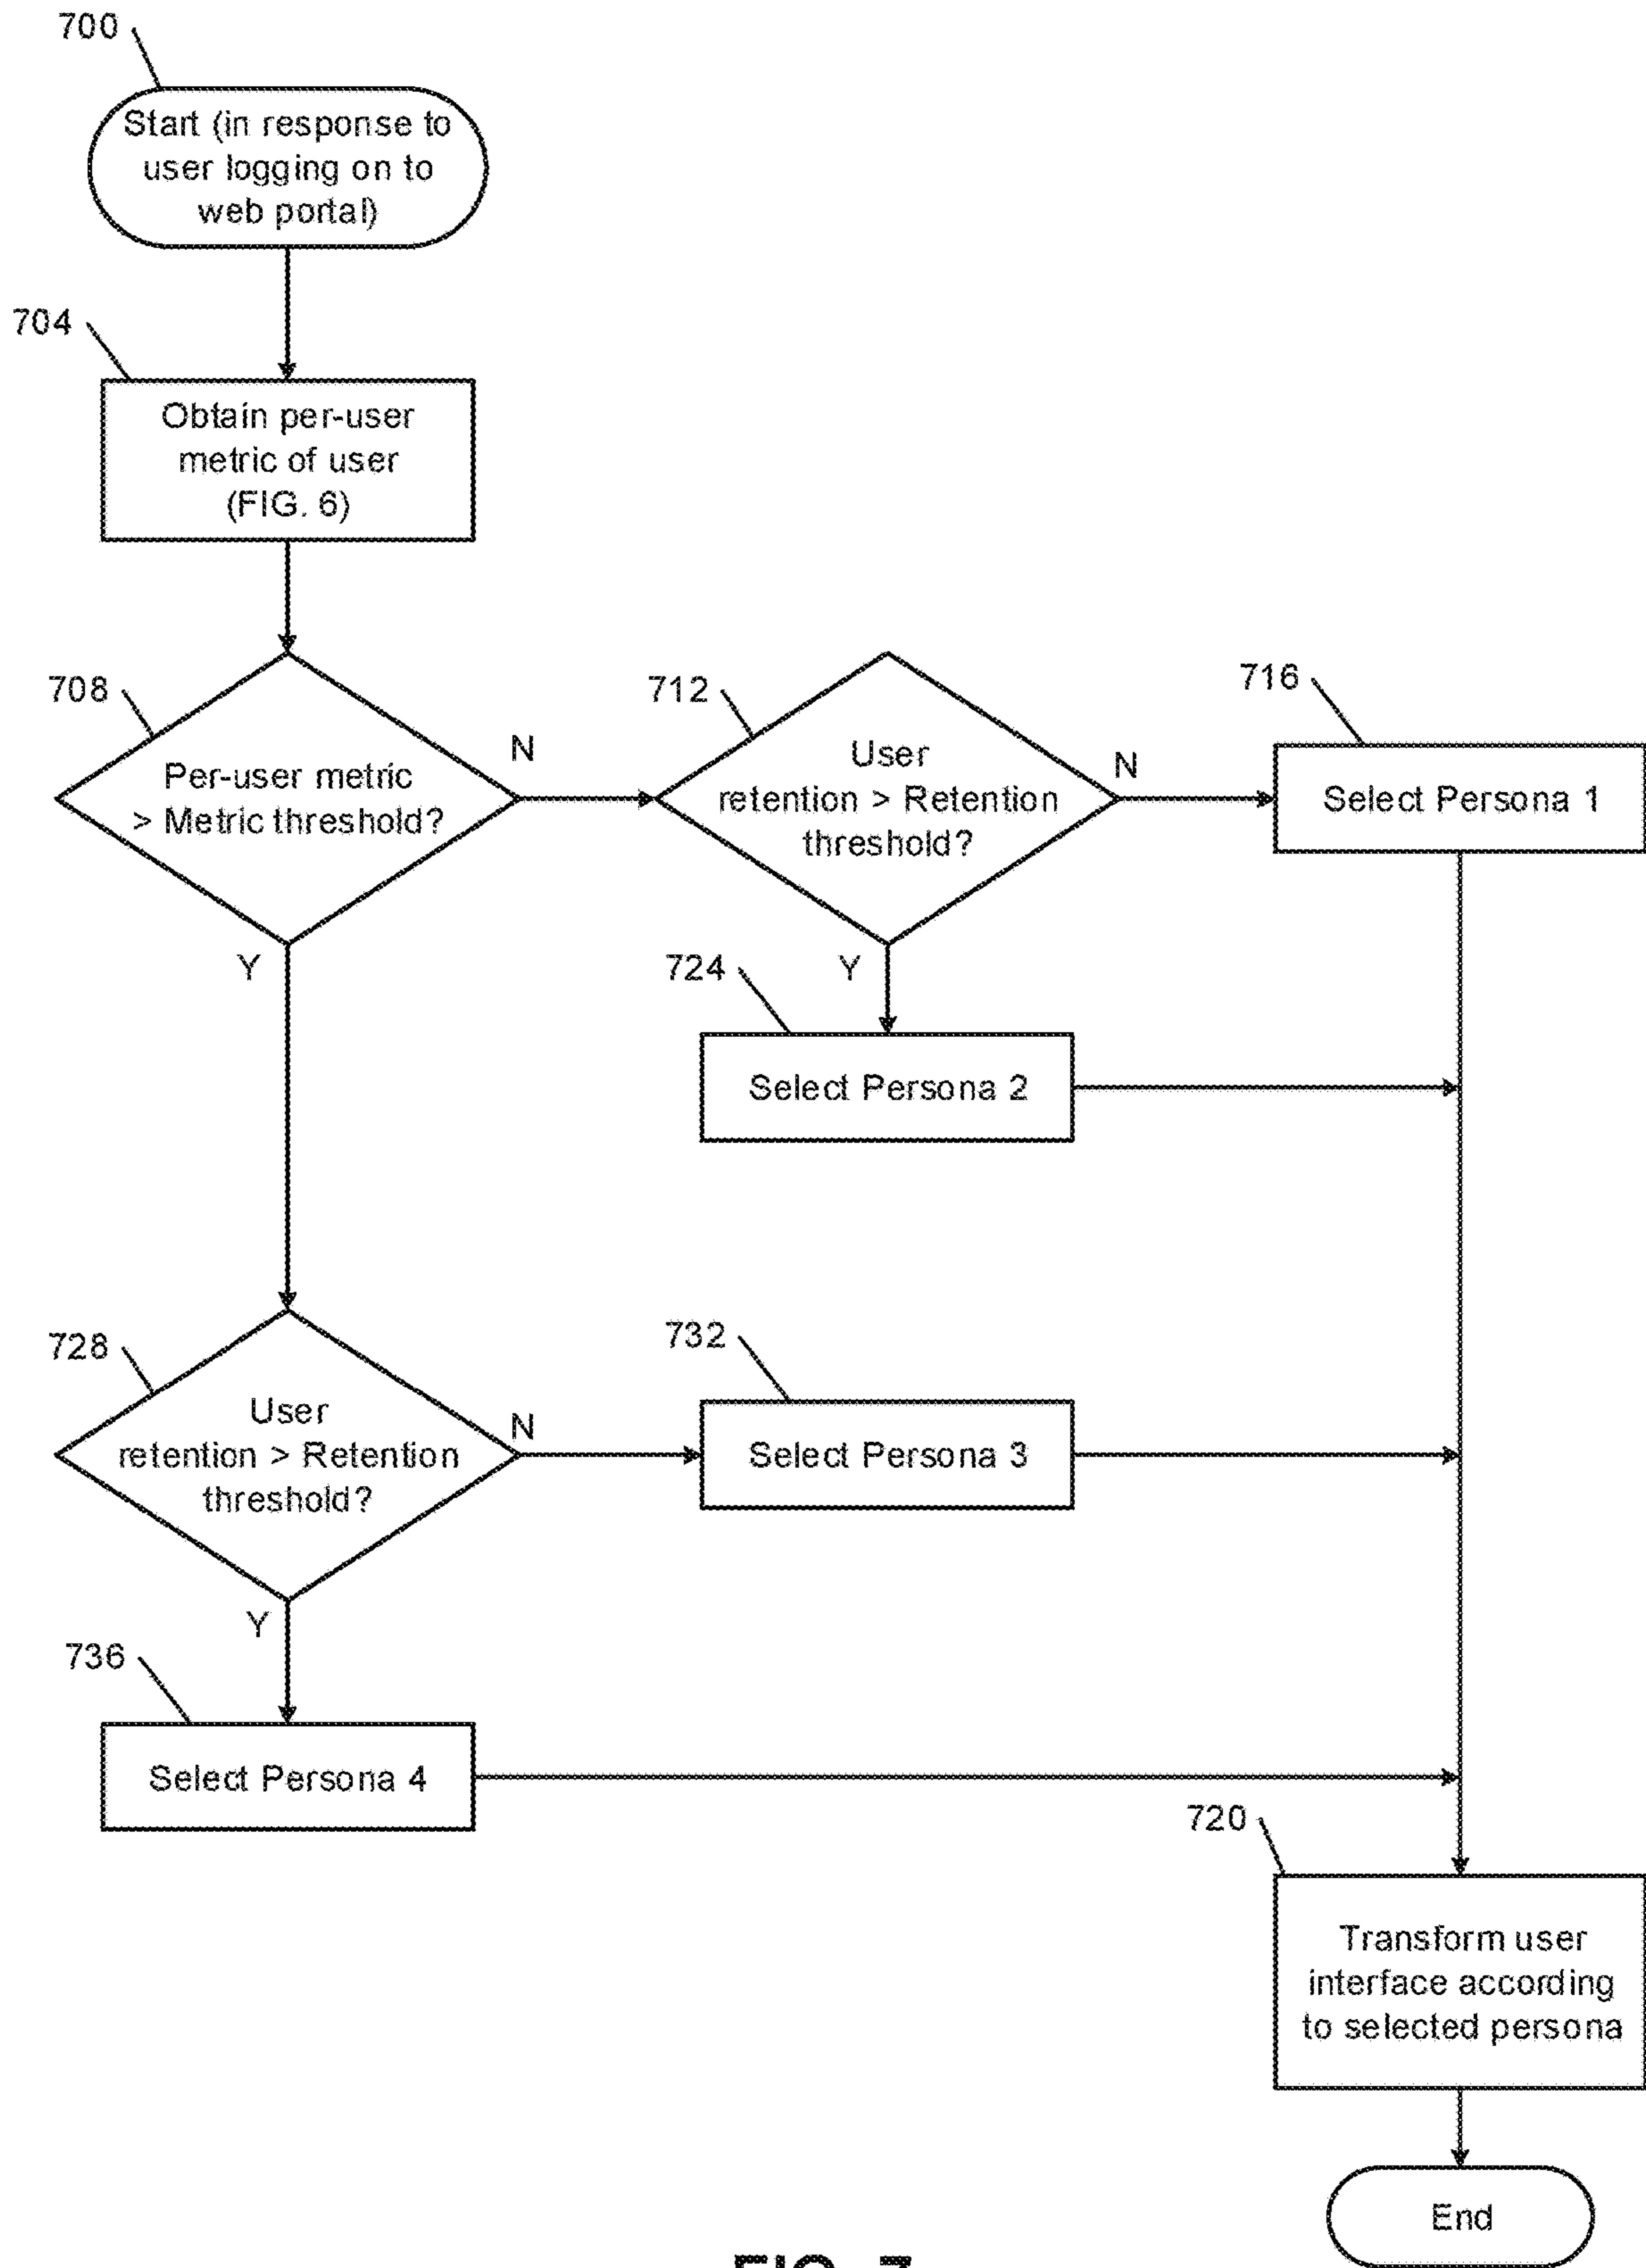 700
Start (in response to
user logging on to
web portal)
704
Obtain per-user
metric of user
(FIG. 6)
708
Per-user metric
> Metric threshold?
N
Y
712
User
retention > Retention
threshold?
N
Y
716
Select Persona 1
724
Select Persona 2
728
User
retention > Retention
threshold?
N
Y
732
Select Persona 3
736
Select Persona 4
720
Transform user
interface according
to selected persona
End
FIG. 7